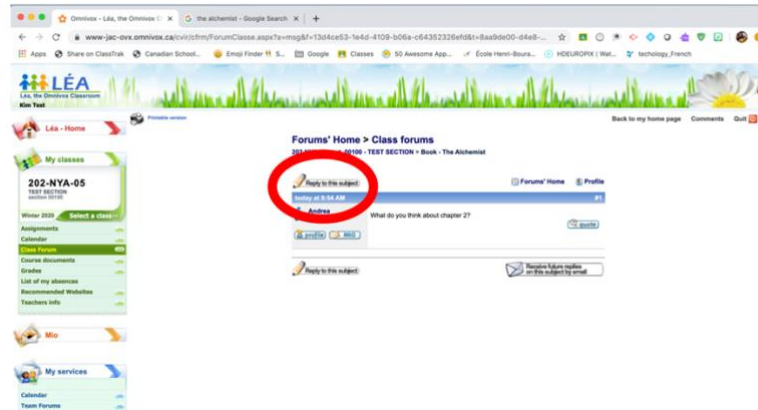 Omnivox - Léa, the Omnivox C
the alchemist - Google Search
www-jac-ovx.omnivox.ca/cvir/cfrm/ForumClasse.aspx?a=msg&f=13d4ce53-1e4d-4109-b06a-c64352326efd&t=8aa9de00-d4e8-...
Apps
Share on ClassTrak
Canadian School...
Emoji Finder
S...
Google
Classes
50 Awesome App...
École Henri-Boura...
HDEUROPIX | Wat...
techology_French
LÉA
Léa, the Omnivox Classroom
Kim Test
Printable version
Back to my home page
Comments
Quit
Léa - Home
My classes
202-NYA-05
TEST SECTION
section 00100
Winter 2020
Select a class
Assignments
Calendar
Class Forum
Course documents
Grades
List of my absences
Recommended Websites
Teachers info
Mio
My services
Calendar
Team Forums
Forums' Home > Class forums
00100 - TEST SECTION > Book - The Alchemist
Reply to this subject
Forums' Home
Profile
today at 8:54 AM
#1
Andrea
What do you think about chapter 2?
quote
profile
MIO
Reply to this subject
Receive future replies
on this subject by email